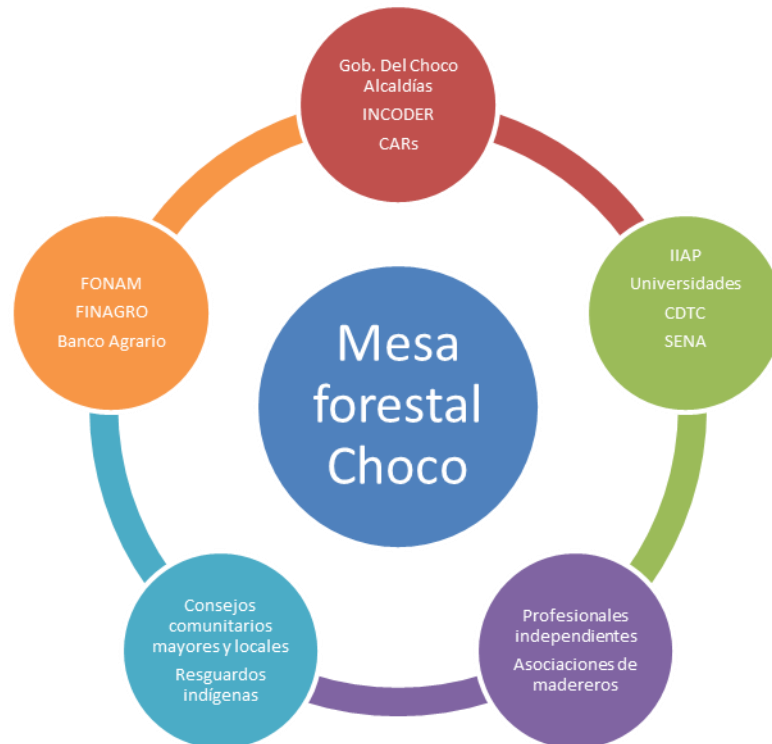 Gob. Del Choco
Alcaldías
INCODER
CARs
IIAP
Universidades
CDTC
SENA
FONAM
FINAGRO
Banco Agrario
Mesa
forestal
Choco
Profesionales
independientes
Asociaciones de
madereros
Consejos
comunitarios
mayores y locales
Resguardos
indígenas